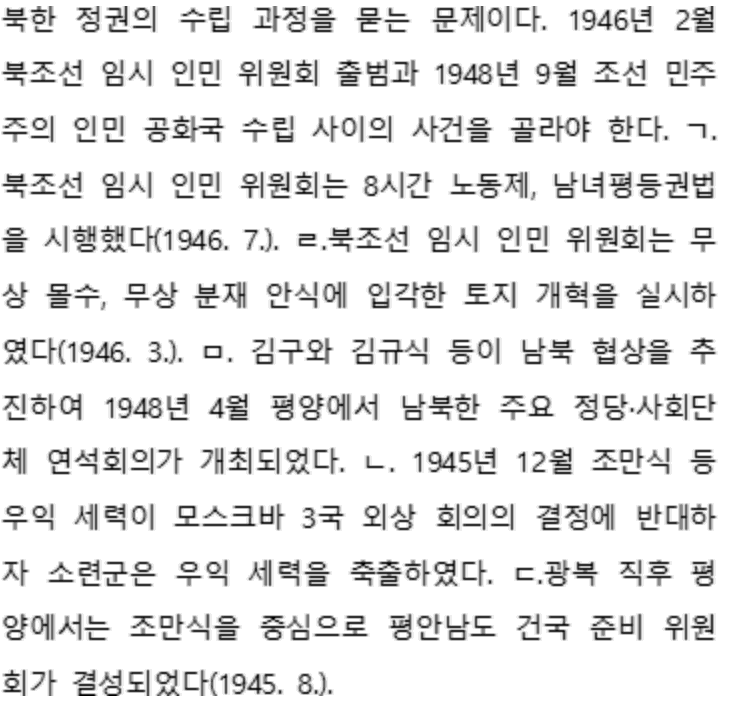 북한 정권의 수립 과정을 묻는 문제이다. 1946년 2월
북조선 임시 인민 위원회 출범과 1948년 9월 조선 민주
주의 인민 공화국 수립 사이의 사건을 골라야 한다. ㄱ.
북조선 임시 인민 위원회는 8시간 노동제, 남녀평등권법
을 시행했다(1946. 7.). ㄹ.북조선 임시 인민 위원회는 무
상 몰수, 무상 분재 안식에 입각한 토지 개혁을 실시하
였다(1946. 3.). ㅁ. 김구와 김규식 등이 남북 협상을 추
진하여 1948년 4월 평양에서 남북한 주요 정당·사회단
체 연석회의가 개최되었다. ㄴ. 1945년 12월 조만식 등
우익 세력이 모스크바 3국 외상 회의의 결정에 반대하
자 소련군은 우익 세력을 축출하였다. ㄷ.광복 직후 평
양에서는 조만식을 중심으로 평안남도 건국 준비 위원
회가 결성되었다(1945. 8.).